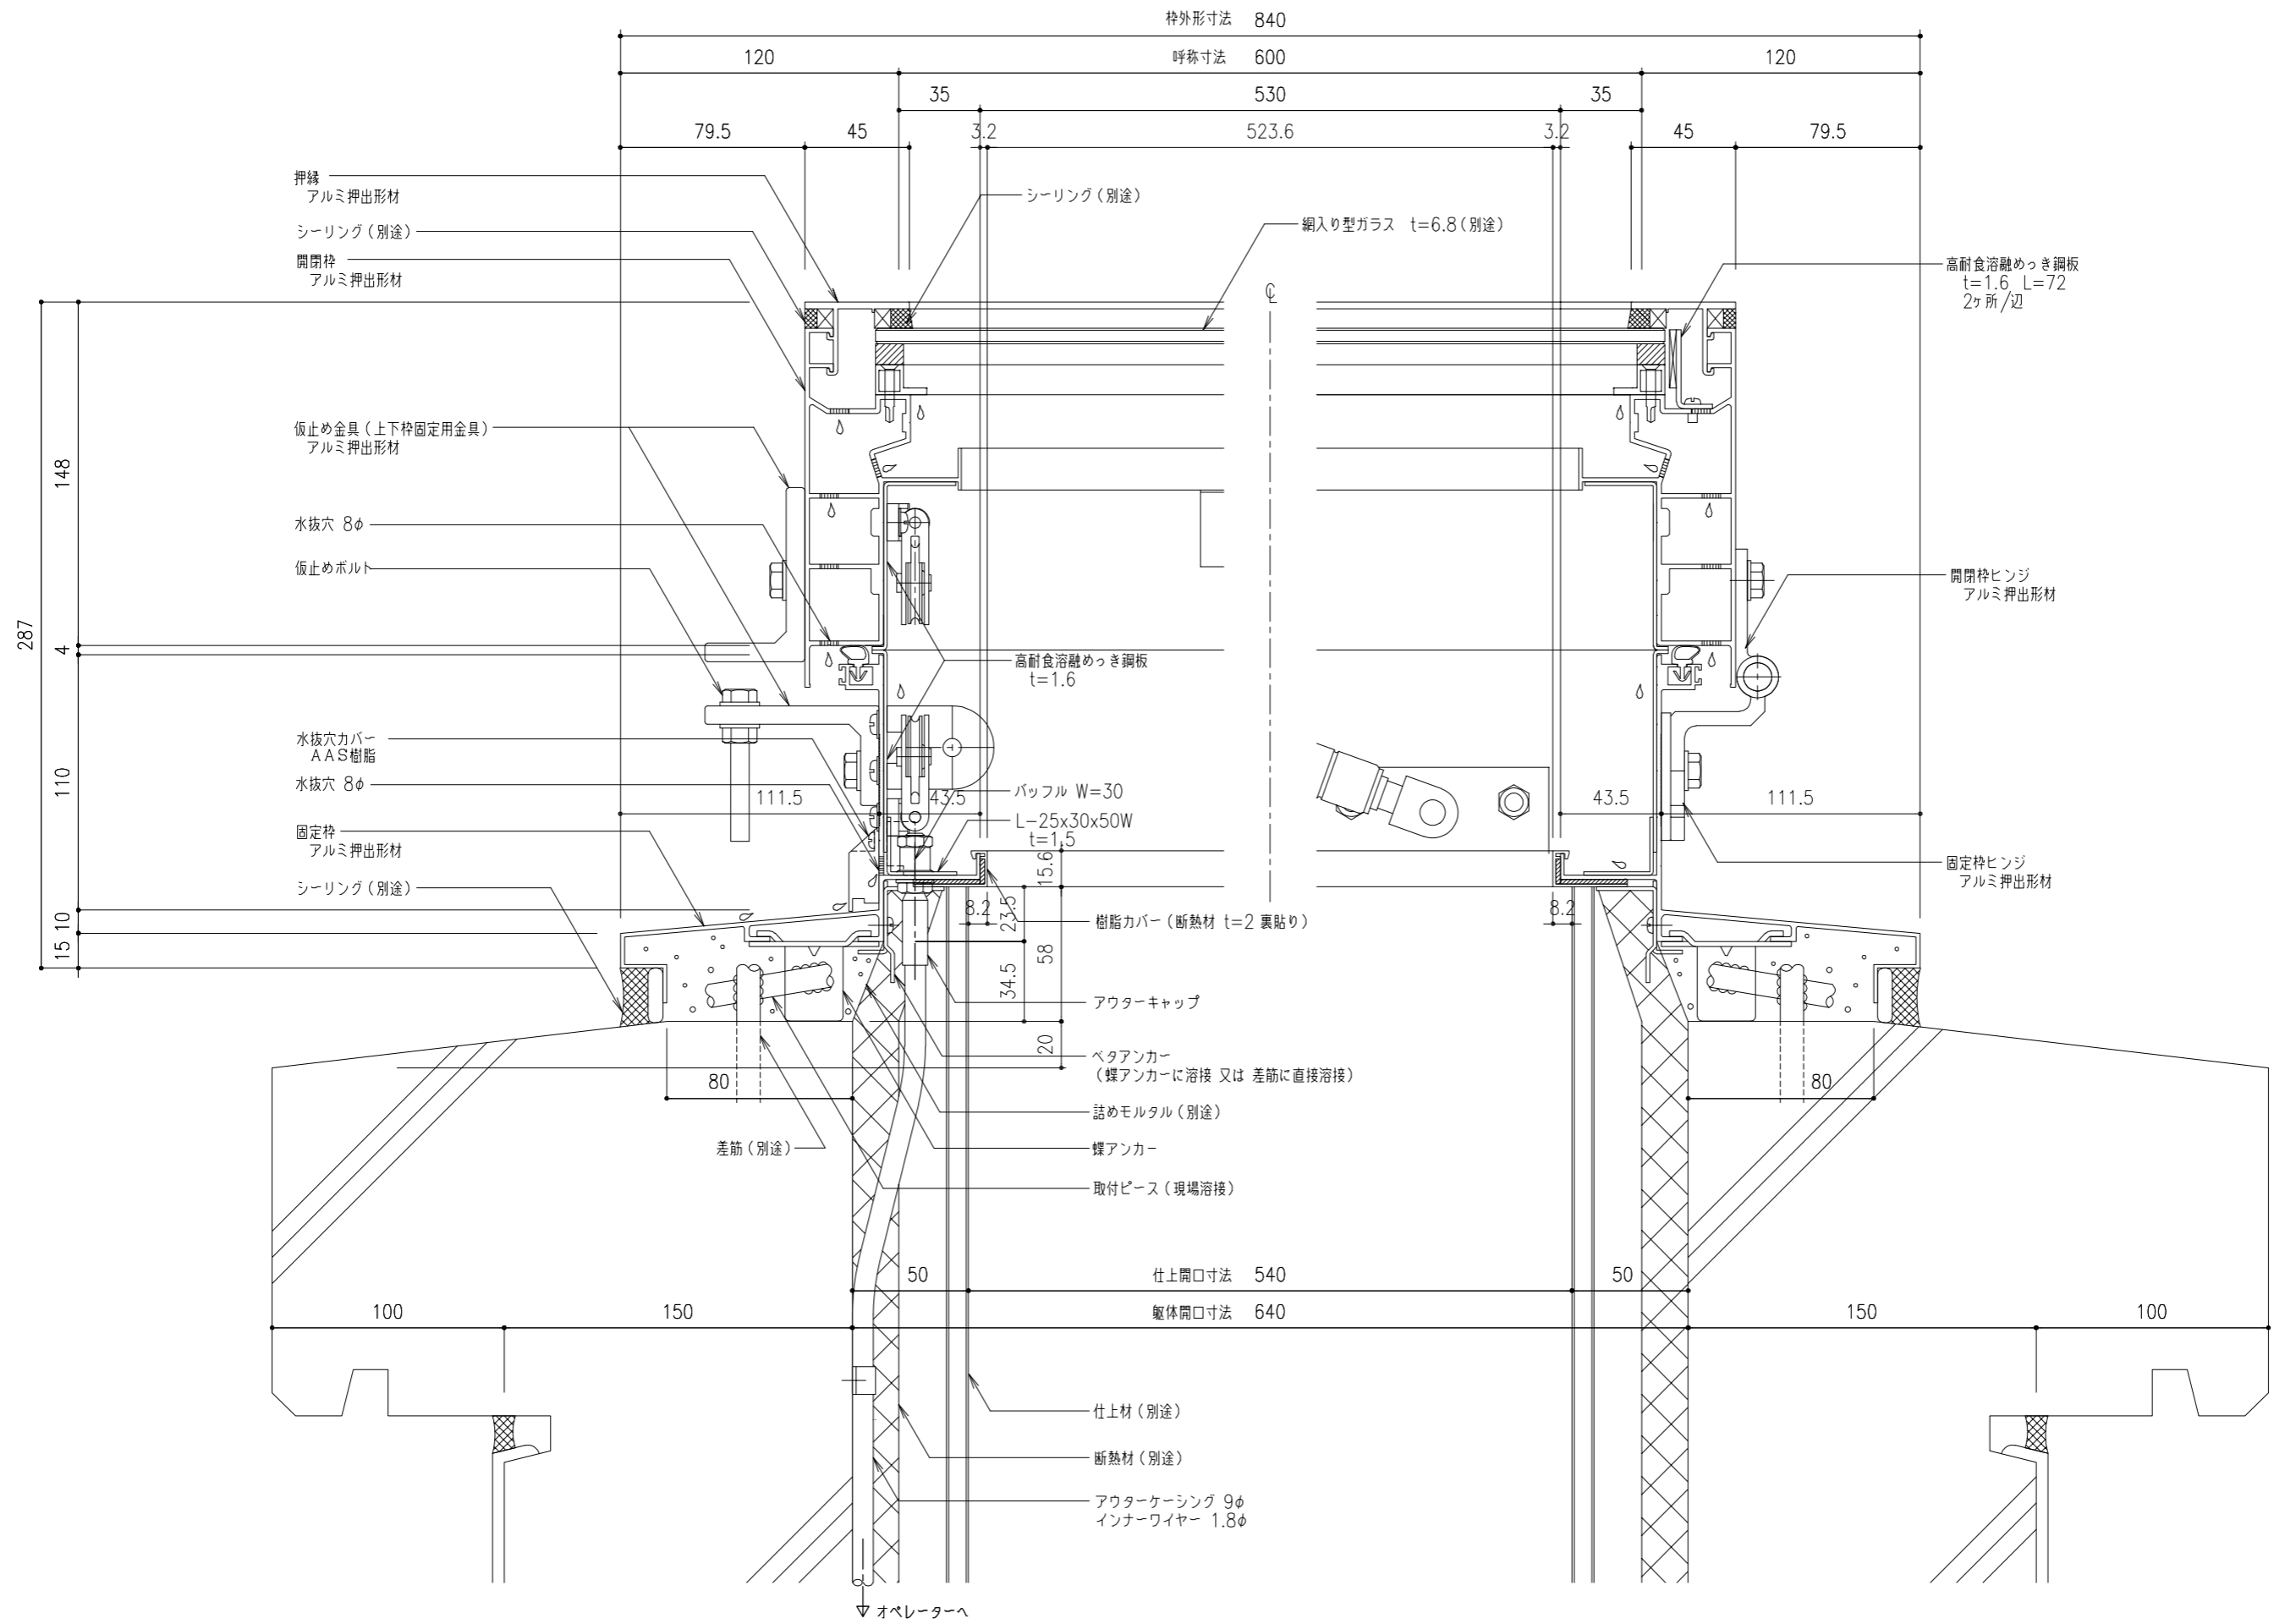 枠外形寸法 840
120 呼称寸法 600 120
35 530 35
79.5 45 3.2 523.6 3.2 45 79.5
押縁
アルミ押出形材
シーリング(別途)
シーリング(別途)
網入り型ガラス t=6.8(別途)
開閉枠
アルミ押出形材
高耐食溶融めっき鋼板
t=1.6 L=72
2ヶ所/辺
℄
仮止め金具(上下枠固定用金具)
アルミ押出形材
148
水抜穴 8φ
仮止めボルト
開閉枠ヒンジ
アルミ押出形材
287
4
高耐食溶融めっき鋼板
t=1.6
水抜穴カバー
AAS樹脂
水抜穴 8φ
110
111.5 43.5 43.5 111.5
バッフル W=30
L-25x30x50W
t=1.5
固定枠
アルミ押出形材
固定枠ヒンジ
アルミ押出形材
15.6
シーリング(別途)
8.2 23.5 8.2
樹脂カバー(断熱材 t=2 裏貼り)
10
15
58
34.5
アウターキャップ
20
ベタアンカー
(蝶アンカーに溶接 又は 差筋に直接溶接)
80 80
詰めモルタル(別途)
差筋(別途)
蝶アンカー
取付ピース(現場溶接)
50 仕上開口寸法 540 50
100 150 躯体開口寸法 640 150 100
仕上材(別途)
断熱材(別途)
アウターケーシング 9φ
インナーワイヤー 1.8φ
オペレーターへ